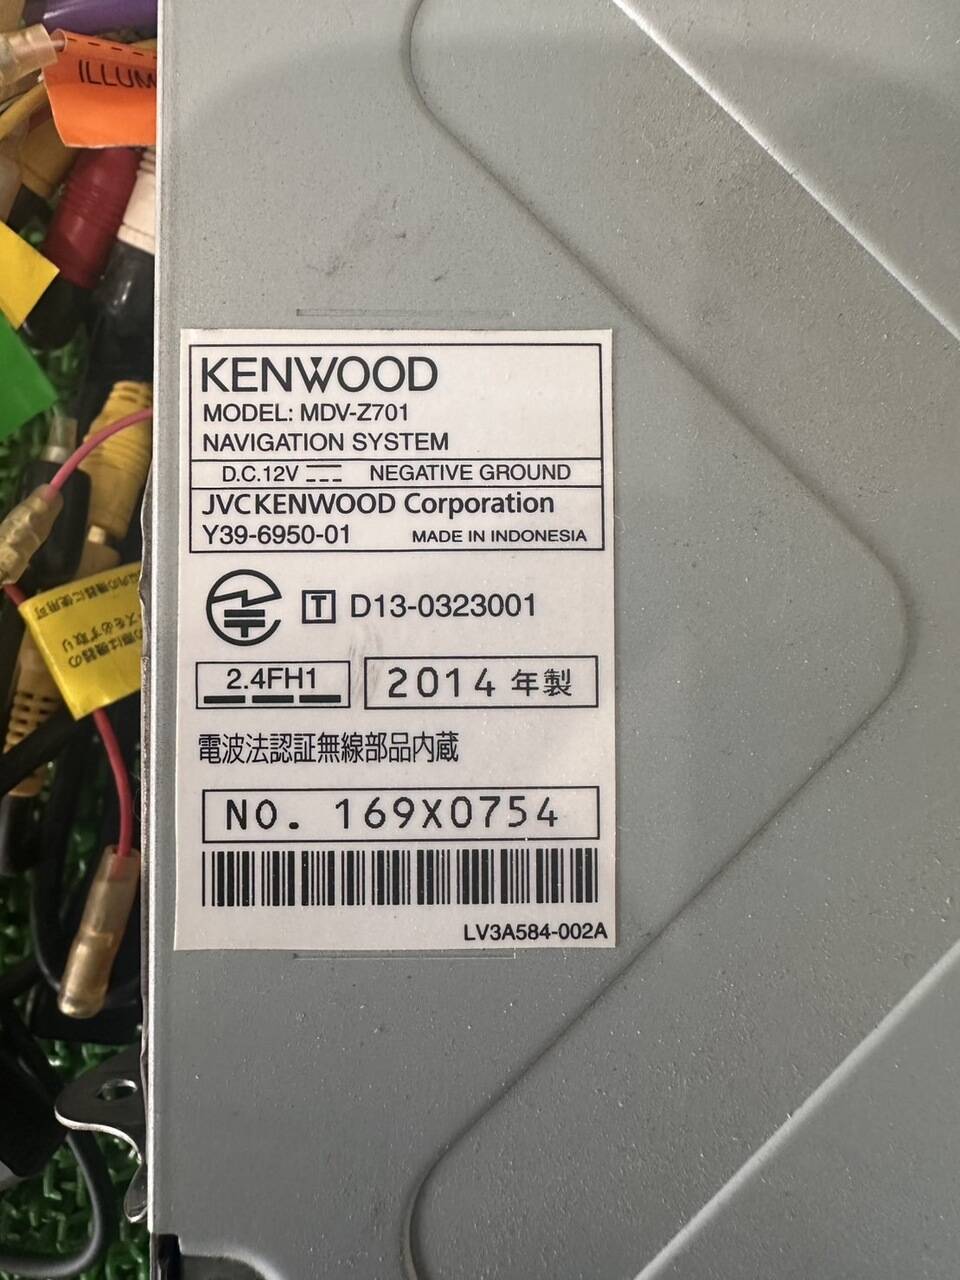 ILLUM
KENWOOD
MODEL: MDV-Z701
NAVIGATION SYSTEM
D.C.12V NEGATIVE GROUND
JVCKENWOOD Corporation
Y39-6950-01 MADE IN INDONESIA
T D13-0323001
2.4FH1 2014 年製
電波法認証無線部品内蔵
NO. 169X0754
LV3A584-002A